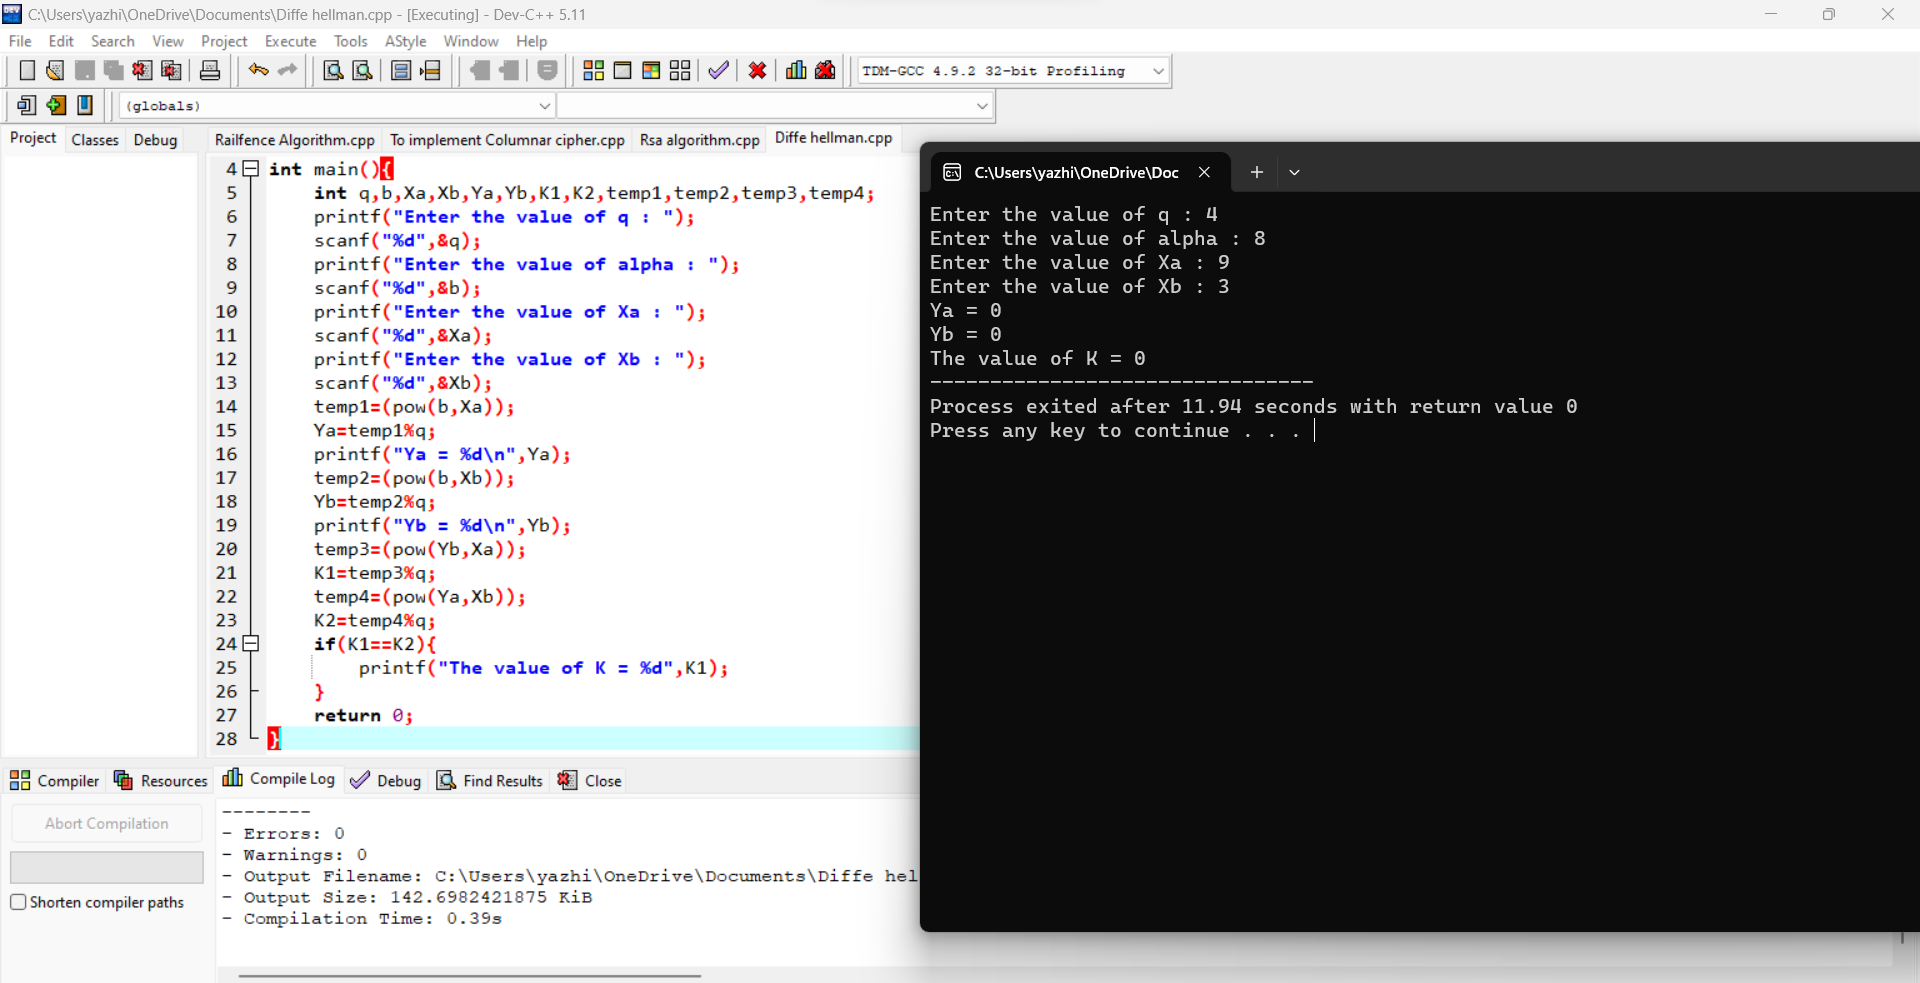 C:\Users\yazhi\OneDrive\Documents\Diffe hellman.cpp - [Executing] - Dev-C++ 5.11
File Edit Search View Project Execute Tools AStyle Window Help
TDM-GCC 4.9.2 32-bit Profiling
(globals)
Project Classes Debug
Railfence Algorithm.cpp To implement Columnar cipher.cpp Rsa algorithm.cpp Diffe hellman.cpp
4 int main(){
5 int q,b,Xa,Xb,Ya,Yb,K1,K2,temp1,temp2,temp3,temp4;
6 printf("Enter the value of q : ");
7 scanf("%d",&q);
8 printf("Enter the value of alpha : ");
9 scanf("%d",&b);
10 printf("Enter the value of Xa : ");
11 scanf("%d",&Xa);
12 printf("Enter the value of Xb : ");
13 scanf("%d",&Xb);
14 temp1=(pow(b,Xa));
15 Ya=temp1%q;
16 printf("Ya = %d\n",Ya);
17 temp2=(pow(b,Xb));
18 Yb=temp2%q;
19 printf("Yb = %d\n",Yb);
20 temp3=(pow(Yb,Xa));
21 K1=temp3%q;
22 temp4=(pow(Ya,Xb));
23 K2=temp4%q;
24 if(K1==K2){
25 printf("The value of K = %d",K1);
26 }
27 return 0;
28 }
C:\Users\yazhi\OneDrive\Doc
Enter the value of q : 4
Enter the value of alpha : 8
Enter the value of Xa : 9
Enter the value of Xb : 3
Ya = 0
Yb = 0
The value of K = 0
--------------------------------
Process exited after 11.94 seconds with return value 0
Press any key to continue . . .
Compiler Resources Compile Log Debug Find Results Close
Abort Compilation
Shorten compiler paths
--------
- Errors: 0
- Warnings: 0
- Output Filename: C:\Users\yazhi\OneDrive\Documents\Diffe hel
- Output Size: 142.6982421875 KiB
- Compilation Time: 0.39s